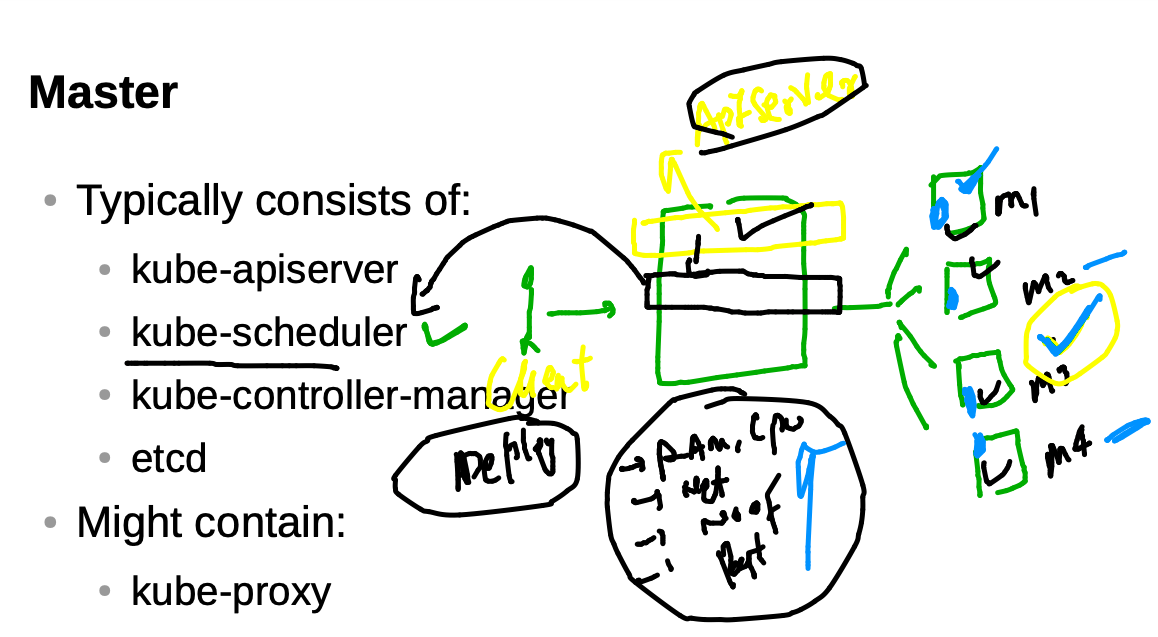 Master
• Typically consists of:
• kube-apiserver
• kube-scheduler
• kube-controller-manager
• etcd
• Might contain:
• kube-proxy
ApIServer
Client
Deploy
RAM, CPU
Net
No of
m1
m2
m3
m4